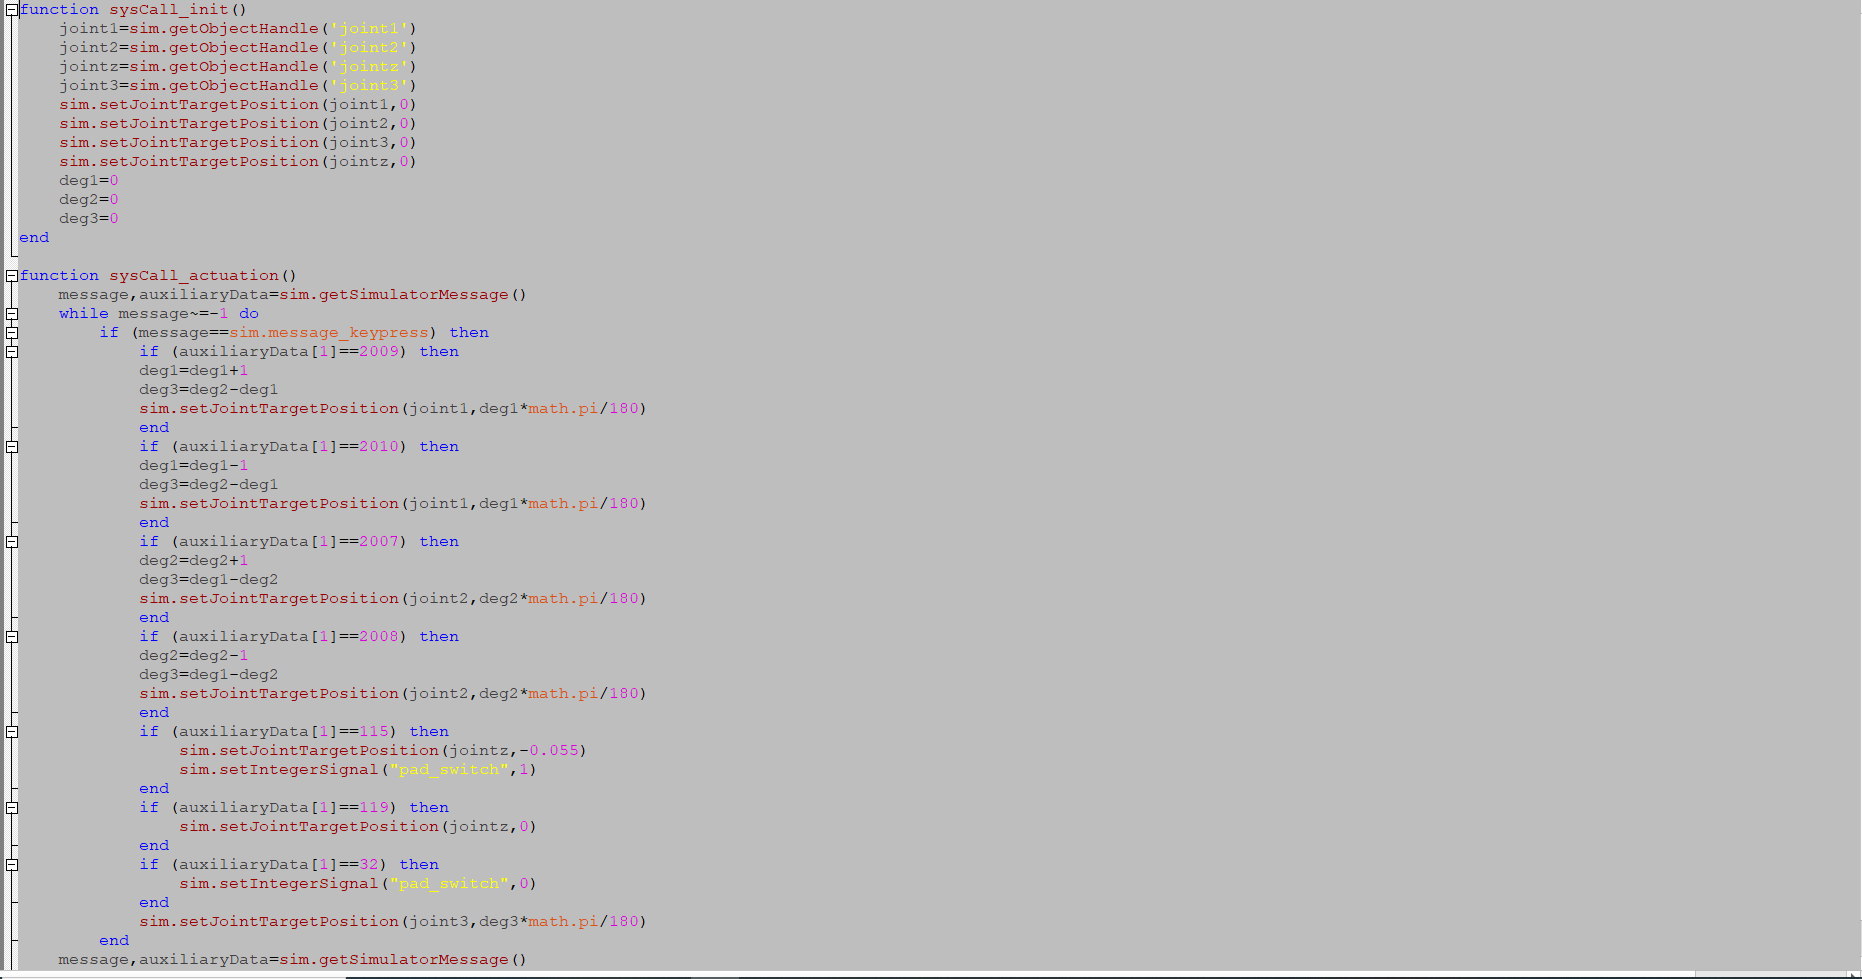 function sysCall_init()
    joint1=sim.getObjectHandle('joint1')
    joint2=sim.getObjectHandle('joint2')
    jointz=sim.getObjectHandle('jointz')
    joint3=sim.getObjectHandle('joint3')
    sim.setJointTargetPosition(joint1,0)
    sim.setJointTargetPosition(joint2,0)
    sim.setJointTargetPosition(joint3,0)
    sim.setJointTargetPosition(jointz,0)
    deg1=0
    deg2=0
    deg3=0
end
function sysCall_actuation()
    message,auxiliaryData=sim.getSimulatorMessage()
    while message~=-1 do
        if (message==sim.message_keypress) then
            if (auxiliaryData[1]==2009) then
            deg1=deg1+1
            deg3=deg2-deg1
            sim.setJointTargetPosition(joint1,deg1*math.pi/180)
            end
            if (auxiliaryData[1]==2010) then
            deg1=deg1-1
            deg3=deg2-deg1
            sim.setJointTargetPosition(joint1,deg1*math.pi/180)
            end
            if (auxiliaryData[1]==2007) then
            deg2=deg2+1
            deg3=deg1-deg2
            sim.setJointTargetPosition(joint2,deg2*math.pi/180)
            end
            if (auxiliaryData[1]==2008) then
            deg2=deg2-1
            deg3=deg1-deg2
            sim.setJointTargetPosition(joint2,deg2*math.pi/180)
            end
            if (auxiliaryData[1]==115) then
                sim.setJointTargetPosition(jointz,-0.055)
                sim.setIntegerSignal("pad_switch",1)
            end
            if (auxiliaryData[1]==119) then
                sim.setJointTargetPosition(jointz,0)
            end
            if (auxiliaryData[1]==32) then
                sim.setIntegerSignal("pad_switch",0)
            end
            sim.setJointTargetPosition(joint3,deg3*math.pi/180)
        end
    message,auxiliaryData=sim.getSimulatorMessage()